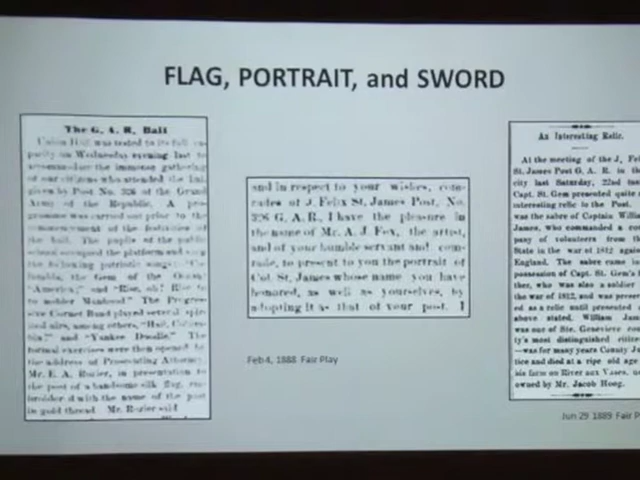 FLAG, PORTRAIT, and SWORD
The G. A. R. Ball
Union Hall was tested to its full ca-
pacity on Wednesday evening last to
accommodate the immense gathering
of our citizens who attended the ball
given by Post No. 326 of the Grand
Army of the Republic. A pro-
gramme was carried out prior to the
commencement of the festivities of
the ball. The pupils of the public
school occupied the platform and sang
the following patriotic songs:
the Gem of the Ocean,"
"America," and "Rise, oh! Rise to
Manhood." The Progres-
sive Cornet Band played several spir-
ited airs, among others, "Hail, Colum-
bia," and "Yankee Doodle." The
formal exercises were then opened by
the address of Prosecuting Attorney
Mr. E. A. Rozier, in presentation to
the post of a handsome silk flag, em-
broidered with the name of the post
in gold thread. Mr. Rozier said
and in respect to your wishes, com-
rades of J. Felix St. James Post, No.
326 G. A. R., I have the pleasure in
the name of Mr. A. J. Fox, the artist,
and of your humble servant and com-
rade, to present to you the portrait of
Col. St. James whose name you have
honored, as well as yourselves, by
adopting it as that of your post. I
Feb 4, 1888 Fair Play
An Interesting Relic.
At the meeting of the J. Fel
St. James Post G. A. R. in th
city last Saturday, 22nd
Capt. St. Gem presented quite
interesting relic to the Post.
was the sabre of Captain Willia
James, who commanded a co
pany of volunteers from th
State in the war of 1812 again
England. The sabre came in
possession of Capt. St. Gem's f
ther, who was also a soldier
the war of 1812, and was prese
ed as a relic until presented
above stated. William Jam
was one of Ste. Genevieve co
ty's most distinguished citize
—was for many years County J
tice and died at a ripe old age
his farm on River aux Vases,
owned by Mr. Jacob Hoog.
Jun 29 1889 Fair P